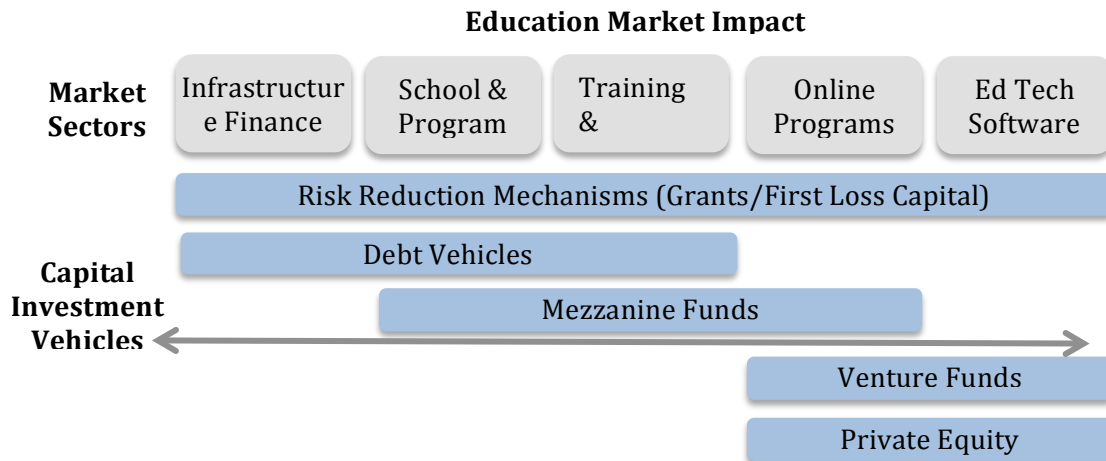 Education Market Impact
Market
Sectors
Infrastructur
e Finance
School &
Program
Training
&
Online
Programs
Ed Tech
Software
Risk Reduction Mechanisms (Grants/First Loss Capital)
Debt Vehicles
Capital
Investment
Vehicles
Mezzanine Funds
Venture Funds
Private Equity